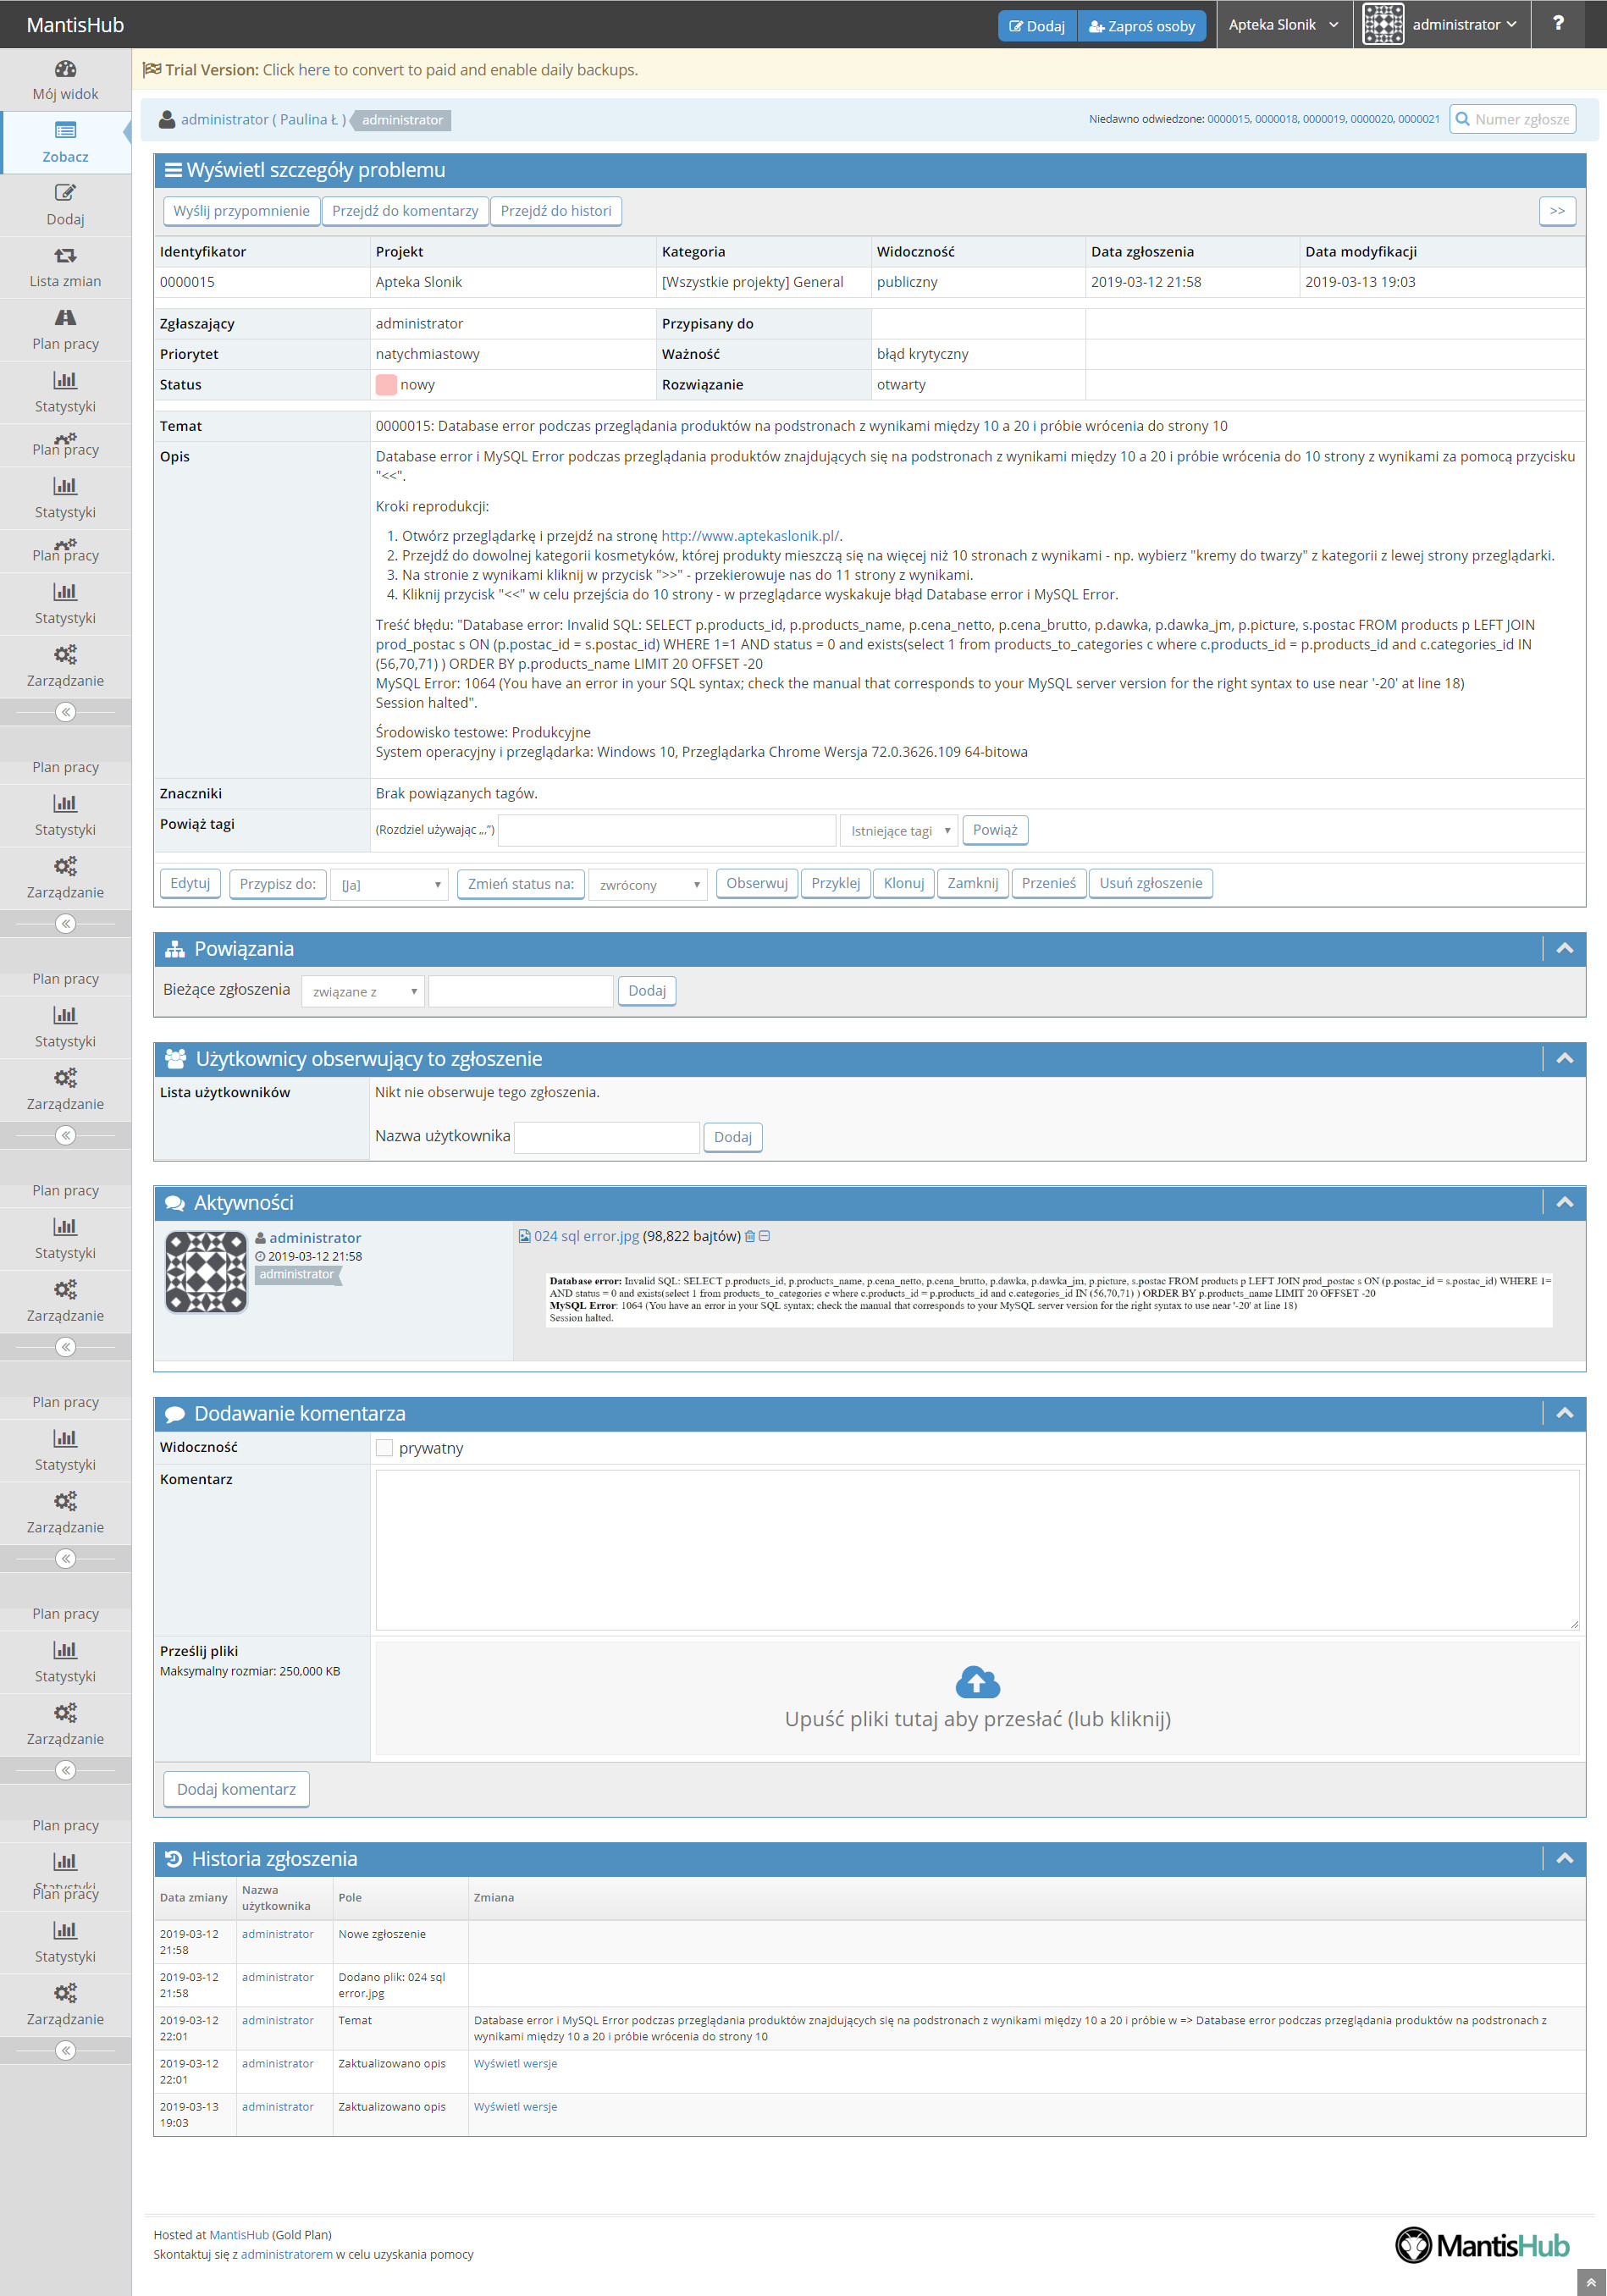 MantisHub
Dodaj
Zaproś osoby
Apteka Slonik
administrator
?
Mój widok
Zobacz
Dodaj
Lista zmian
Plan pracy
Statystyki
Plan pracy
Statystyki
Plan pracy
Statystyki
Zarządzanie
Plan pracy
Statystyki
Zarządzanie
Plan pracy
Statystyki
Zarządzanie
Plan pracy
Statystyki
Zarządzanie
Plan pracy
Statystyki
Zarządzanie
Plan pracy
Statystyki
Zarządzanie
Plan pracy
Statystyki
Plan pracy
Statystyki
Zarządzanie
Trial Version: Click here to convert to paid and enable daily backups.
administrator ( Paulina Ł ) administrator
Niedawno odwiedzone: 0000015, 0000018, 0000019, 0000020, 0000021
Numer zgłosze
Wyświetl szczegóły problemu
Wyślij przypomnienie Przejdź do komentarzy Przejdź do histori >>
Identyfikator Projekt Kategoria Widoczność Data zgłoszenia Data modyfikacji
0000015 Apteka Slonik [Wszystkie projekty] General publiczny 2019-03-12 21:58 2019-03-13 19:03
Zgłaszający administrator Przypisany do
Priorytet natychmiastowy Ważność błąd krytyczny
Status nowy Rozwiązanie otwarty
Temat 0000015: Database error podczas przeglądania produktów na podstronach z wynikami między 10 a 20 i próbie wrócenia do strony 10
Opis Database error i MySQL Error podczas przeglądania produktów znajdujących się na podstronach z wynikami między 10 a 20 i próbie wrócenia do 10 strony z wynikami za pomocą przycisku
"<<".
Kroki reprodukcji:
1. Otwórz przeglądarkę i przejdź na stronę http://www.aptekaslonik.pl/.
2. Przejdź do dowolnej kategorii kosmetyków, której produkty mieszczą się na więcej niż 10 stronach z wynikami - np. wybierz "kremy do twarzy" z kategorii z lewej strony przeglądarki.
3. Na stronie z wynikami kliknij w przycisk ">>" - przekierowuje nas do 11 strony z wynikami.
4. Kliknij przycisk "<<" w celu przejścia do 10 strony - w przeglądarce wyskakuje błąd Database error i MySQL Error.
Treść błędu: "Database error: Invalid SQL: SELECT p.products_id, p.products_name, p.cena_netto, p.cena_brutto, p.dawka, p.dawka_jm, p.picture, s.postac FROM products p LEFT JOIN
prod_postac s ON (p.postac_id = s.postac_id) WHERE 1=1 AND status = 0 and exists(select 1 from products_to_categories c where c.products_id = p.products_id and c.categories_id IN
(56,70,71) ) ORDER BY p.products_name LIMIT 20 OFFSET -20
MySQL Error: 1064 (You have an error in your SQL syntax; check the manual that corresponds to your MySQL server version for the right syntax to use near '-20' at line 18)
Session halted".
Środowisko testowe: Produkcyjne
System operacyjny i przeglądarka: Windows 10, Przeglądarka Chrome Wersja 72.0.3626.109 64-bitowa
Znaczniki Brak powiązanych tagów.
Powiąż tagi (Rozdziel używając „,”) Istniejące tagi Powiąż
Edytuj Przypisz do: [Ja] Zmień status na: zwrócony Obserwuj Przyklej Klonuj Zamknij Przenieś Usuń zgłoszenie
Powiązania
Bieżące zgłoszenia związane z Dodaj
Użytkownicy obserwujący to zgłoszenie
Lista użytkowników Nikt nie obserwuje tego zgłoszenia.
Nazwa użytkownika Dodaj
Aktywności
administrator
2019-03-12 21:58
administrator
024 sql error.jpg (98,822 bajtów)
Database error: Invalid SQL: SELECT p.products_id, p.products_name, p.cena_netto, p.cena_brutto, p.dawka, p.dawka_jm, p.picture, s.postac FROM products p LEFT JOIN prod_postac s ON (p.postac_id = s.postac_id) WHERE 1=
AND status = 0 and exists(select 1 from products_to_categories c where c.products_id = p.products_id and c.categories_id IN (56,70,71) ) ORDER BY p.products_name LIMIT 20 OFFSET -20
MySQL Error: 1064 (You have an error in your SQL syntax; check the manual that corresponds to your MySQL server version for the right syntax to use near '-20' at line 18)
Session halted.
Dodawanie komentarza
Widoczność prywatny
Komentarz
Prześlij pliki
Maksymalny rozmiar: 250,000 KB
Upuść pliki tutaj aby przesłać (lub kliknij)
Dodaj komentarz
Historia zgłoszenia
Data zmiany Nazwa użytkownika Pole Zmiana
2019-03-12 21:58 administrator Nowe zgłoszenie
2019-03-12 21:58 administrator Dodano plik: 024 sql error.jpg
2019-03-12 22:01 administrator Temat Database error i MySQL Error podczas przeglądania produktów znajdujących się na podstronach z wynikami między 10 a 20 i próbie w => Database error podczas przeglądania produktów na podstronach z
wynikami między 10 a 20 i próbie wrócenia do strony 10
2019-03-12 22:01 administrator Zaktualizowano opis Wyświetl wersje
2019-03-13 19:03 administrator Zaktualizowano opis Wyświetl wersje
Hosted at MantisHub (Gold Plan)
Skontaktuj się z administratorem w celu uzyskania pomocy
MantisHub